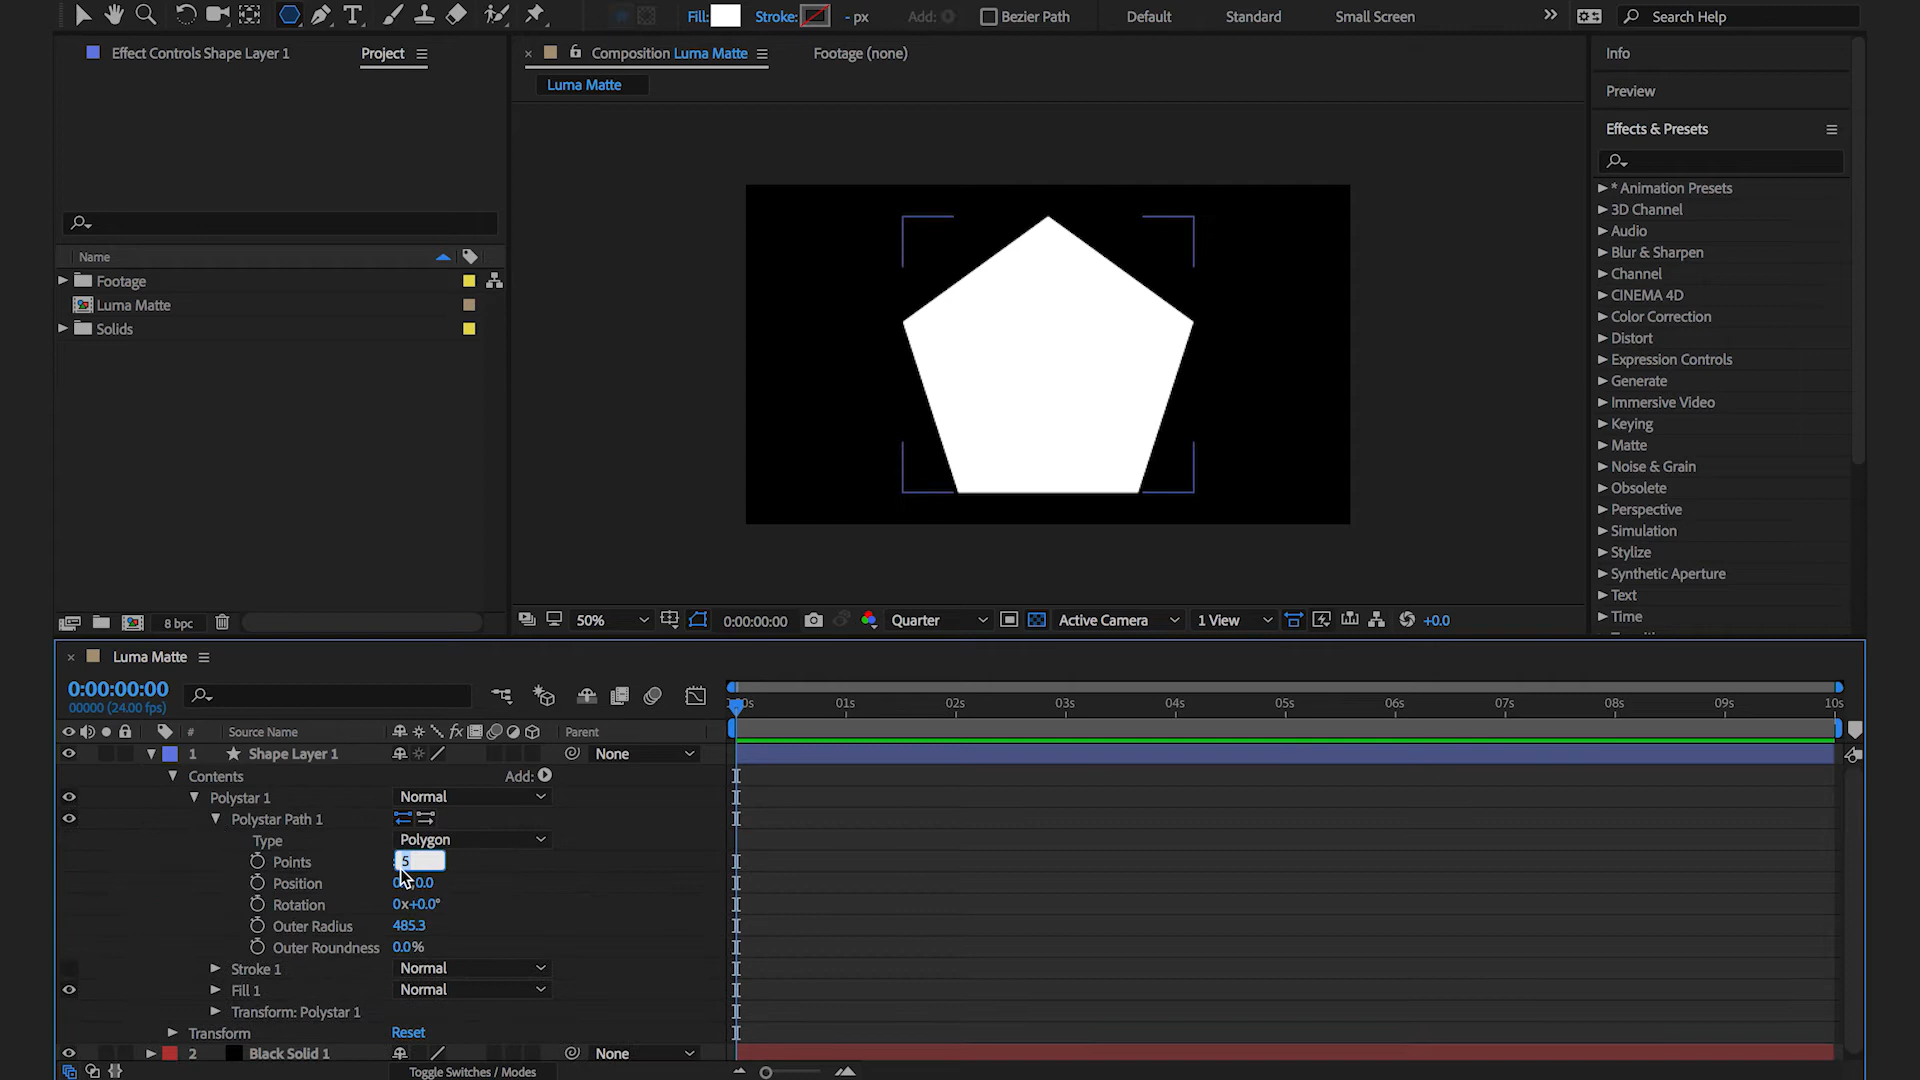 Fill:
Stroke:
- px
Add:
Bezier Path
Default
Standard
Small Screen
Search Help
Effect Controls Shape Layer 1
Project
Composition Luma Matte
Footage (none)
Luma Matte
Info
Preview
Effects & Presets
* Animation Presets
3D Channel
Audio
Blur & Sharpen
Channel
CINEMA 4D
Color Correction
Distort
Expression Controls
Generate
Immersive Video
Keying
Matte
Noise & Grain
Obsolete
Perspective
Simulation
Stylize
Synthetic Aperture
Text
Time
Name
Footage
Luma Matte
Solids
8 bpc
50%
0:00:00:00
Quarter
Active Camera
1 View
+0.0
Luma Matte
0:00:00:00
00000 (24.00 fps)
01s 02s 03s 04s 05s 06s 07s 08s 09s 10s
# Source Name fx Parent
1 Shape Layer 1 None
Contents Add:
Polystar 1 Normal
Polystar Path 1
Type Polygon
Points 5
Position
Rotation 0x+0.0°
Outer Radius 485.3
Outer Roundness 0.0%
Stroke 1 Normal
Fill 1 Normal
Transform: Polystar 1
Transform Reset
2 Black Solid 1 None
Toggle Switches / Modes